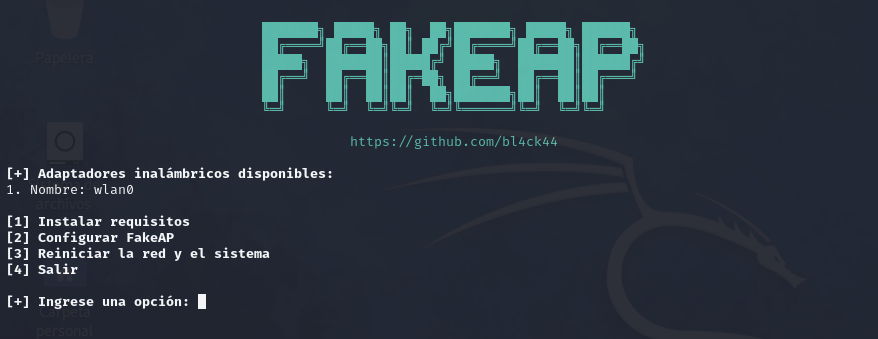 Papelera
FAKEAP
https://github.com/bl4ck44
[+] Adaptadores inalámbricos disponibles:
1. Nombre: wlan0
archivos
[1] Instalar requisitos
[2] Configurar FakeAP
[3] Reiniciar la red y el sistema
[4] Salir
[+] Ingrese una opción:
Carpeta
personal